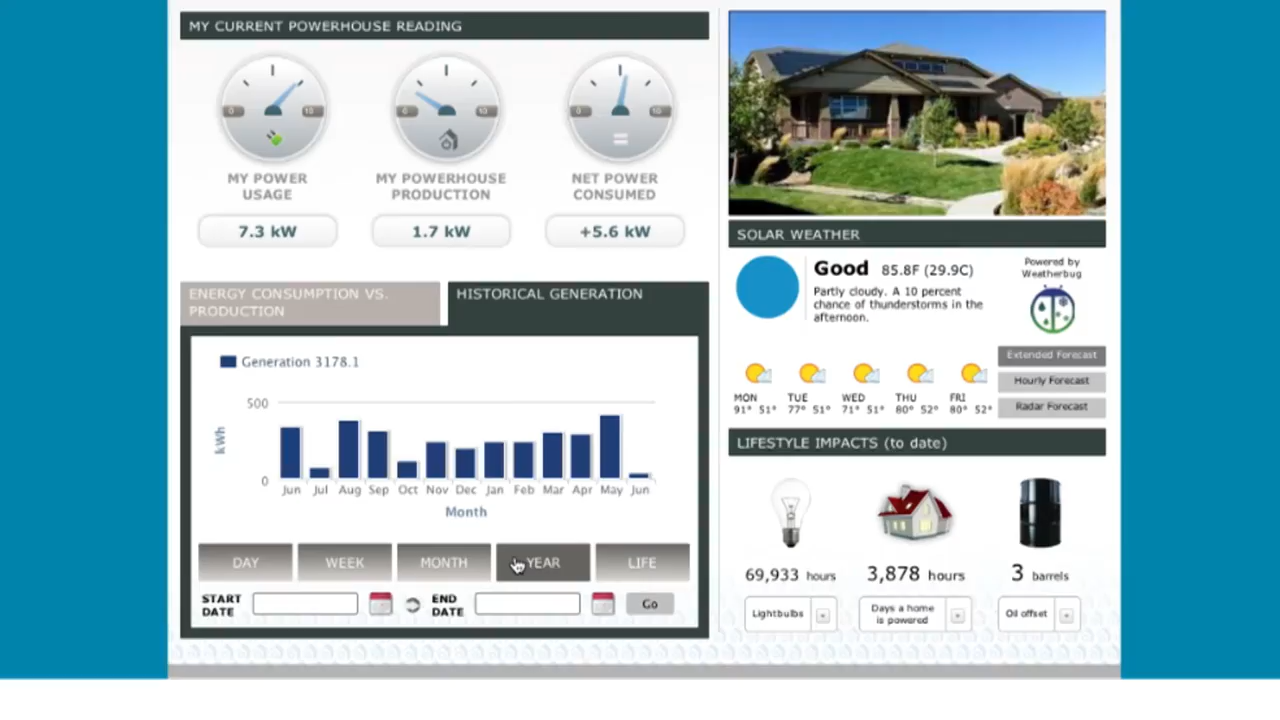 MY CURRENT POWERHOUSE READING
0 10
0 10
0 10
MY POWER
USAGE
MY POWERHOUSE
PRODUCTION
NET POWER
CONSUMED
7.3 kW
1.7 kW
+5.6 kW
ENERGY CONSUMPTION VS.
PRODUCTION
HISTORICAL GENERATION
Generation 3178.1
500
kWh
0
Jun Jul Aug Sep Oct Nov Dec Jan Feb Mar Apr May Jun
Month
DAY WEEK MONTH YEAR LIFE
START
DATE
END
DATE
Go
SOLAR WEATHER
Good 85.8F (29.9C)
Partly cloudy. A 10 percent
chance of thunderstorms in the
afternoon.
Powered by
Weatherbug
MON TUE WED THU FRI
91° 51° 77° 51° 71° 51° 80° 52° 80° 52°
Extended Forecast
Hourly Forecast
Radar Forecast
LIFESTYLE IMPACTS (to date)
69,933 hours
3,878 hours
3 barrels
Lightbulbs
Days a home
is powered
Oil offset